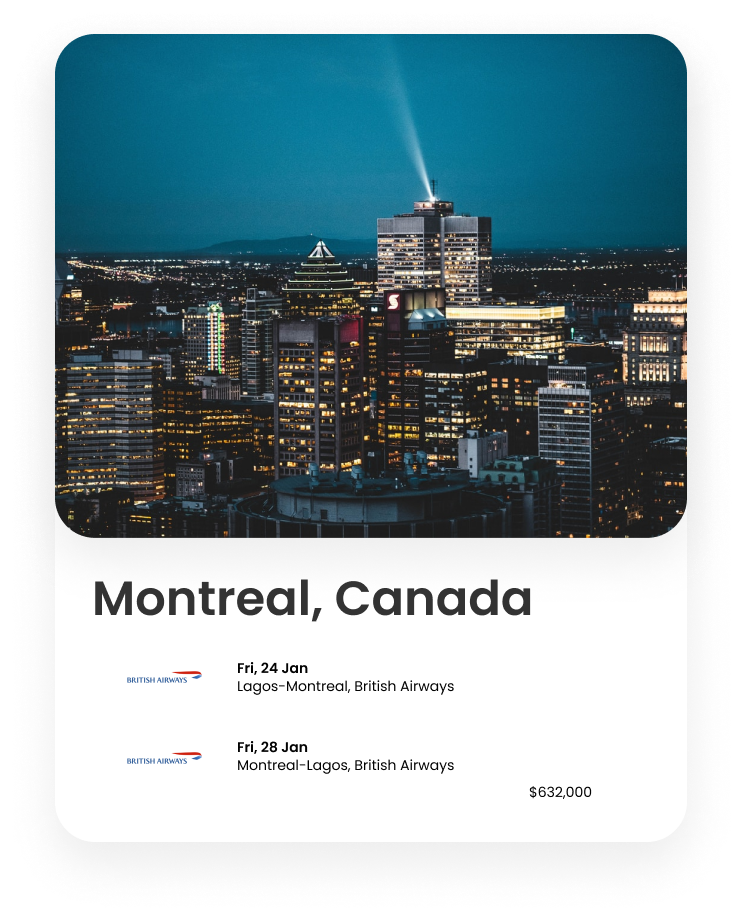 Montreal, Canada
BRITISH AIRWAYS
Fri, 24 Jan
Lagos-Montreal, British Airways
BRITISH AIRWAYS
Fri, 28 Jan
Montreal-Lagos, British Airways
$632,000